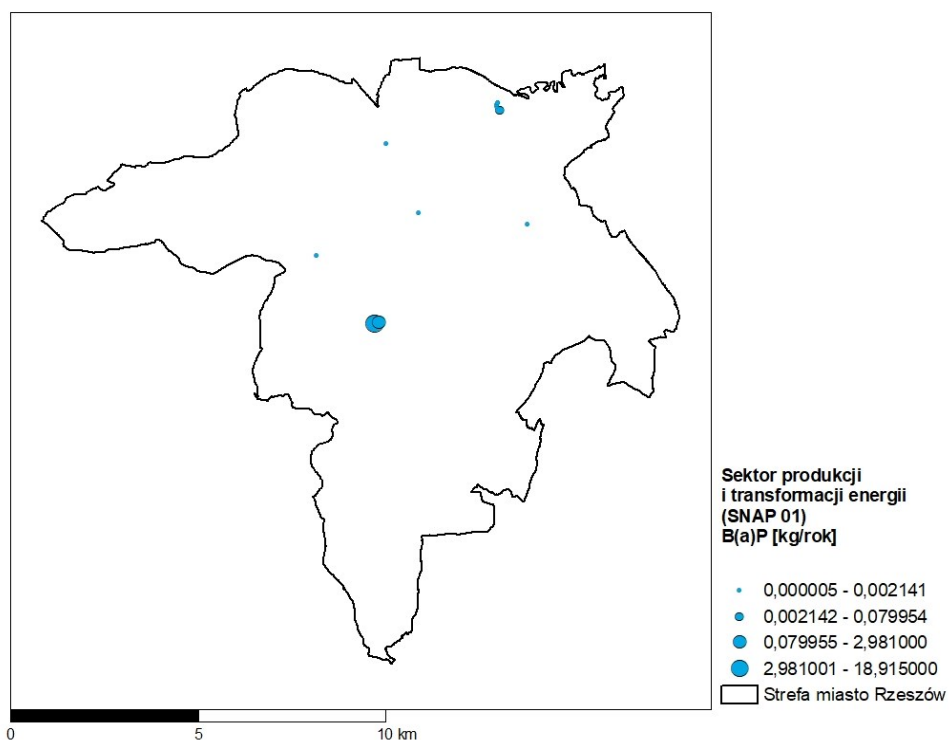 Sektor produkcji
i transformacji energii
(SNAP 01)
B(a)P [kg/rok]
0,000005 - 0,002141
0,002142 - 0,079954
0,079955 - 2,981000
2,981001 - 18,915000
Strefa miasto Rzeszów
0 5 10 km